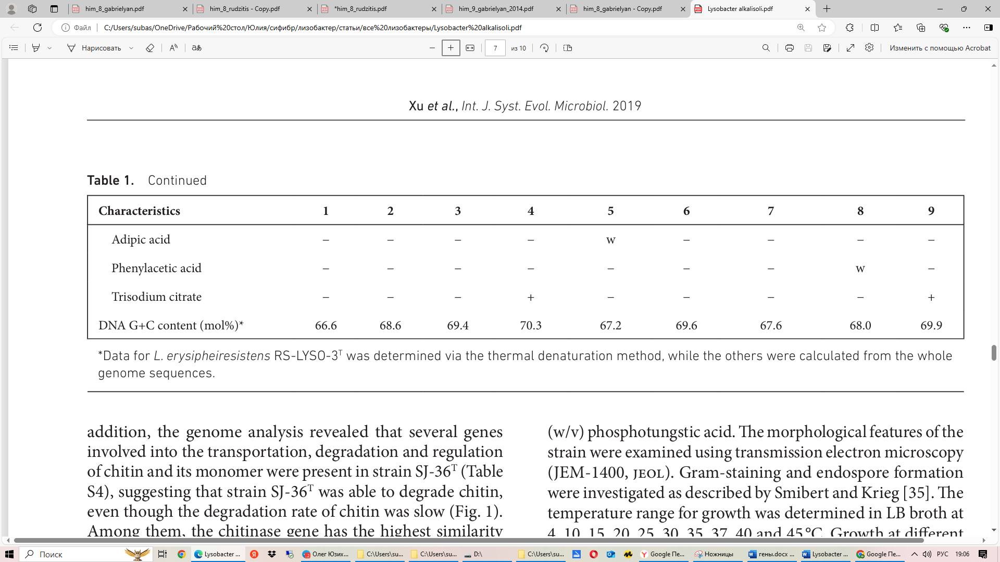 him_8_gabrielyan.pdf
him_8_rudzitis - Copy.pdf
*him_8_rudzitis.pdf
him_9_gabrielyan_2014.pdf
him_8_gabrielyan - Copy.pdf
Lysobacter alkalisoli.pdf
Файл C:/Users/subas/OneDrive/Рабочий%20стол/Юлия/сифибр/лизобактер/статьи/все%20лизобактеры/Lysobacter%20alkalisoli.pdf
Нарисовать 7 из 10 Изменить с помощью Acrobat
Xu et al., Int. J. Syst. Evol. Microbiol. 2019
Table 1. Continued
Characteristics 1 2 3 4 5 6 7 8 9
Adipic acid – – – – w – – – –
Phenylacetic acid – – – – – – – w –
Trisodium citrate – – – + – – – – +
DNA G+C content (mol%)* 66.6 68.6 69.4 70.3 67.2 69.6 67.6 68.0 69.9
*Data for L. erysipheiresistens RS-LYSO-3T was determined via the thermal denaturation method, while the others were calculated from the whole
genome sequences.
addition, the genome analysis revealed that several genes
involved into the transportation, degradation and regulation
of chitin and its monomer were present in strain SJ-36T (Table
S4), suggesting that strain SJ-36T was able to degrade chitin,
even though the degradation rate of chitin was slow (Fig. 1).
Among them, the chitinase gene has the highest similarity
(w/v) phosphotungstic acid. The morphological features of the
strain were examined using transmission electron microscopy
(JEM-1400, JEOL). Gram-staining and endospore formation
were investigated as described by Smibert and Krieg [35]. The
temperature range for growth was determined in LB broth at
4, 10, 15, 20, 25, 30, 35, 37, 40 and 45 °C. Growth at different
Поиск
Lysobacter ...
Олег Юзих...
C:\Users\su...
C:\Users\su...
D:\
C:\Users\su...
Google Пе...
Ножницы
гены.docx ...
Lysobacter ...
Google Пе...
РУС 19:06